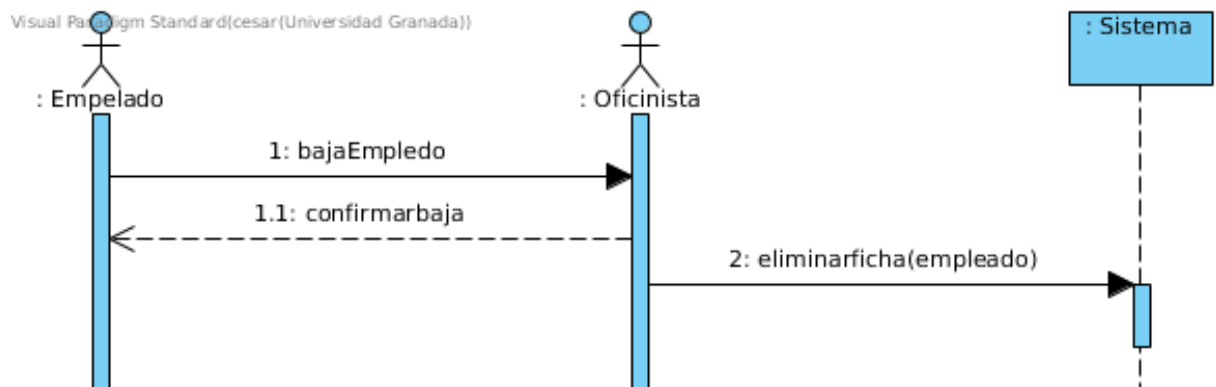 Visual Paradigm Standard(cesar(Universidad Granada))
: Empelado
: Oficinista
: Sistema
1: bajaEmpledo
1.1: confirmarbaja
2: eliminarficha(empleado)